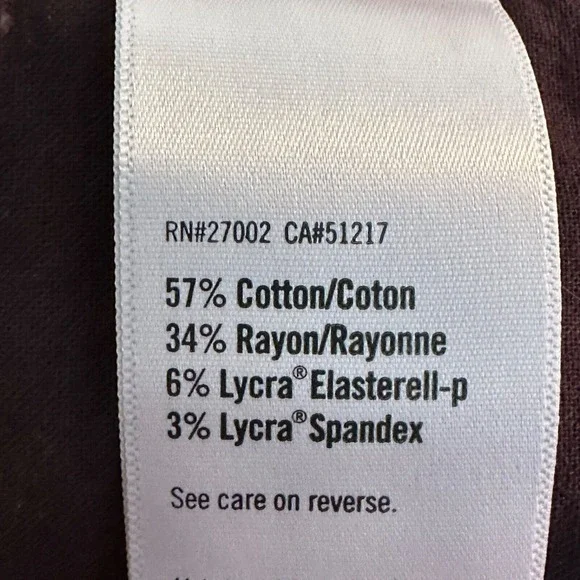 RN#27002 CA#51217
57% Cotton/Coton
34% Rayon/Rayonne
6% Lycra® Elasterell-p
3% Lycra® Spandex
See care on reverse.